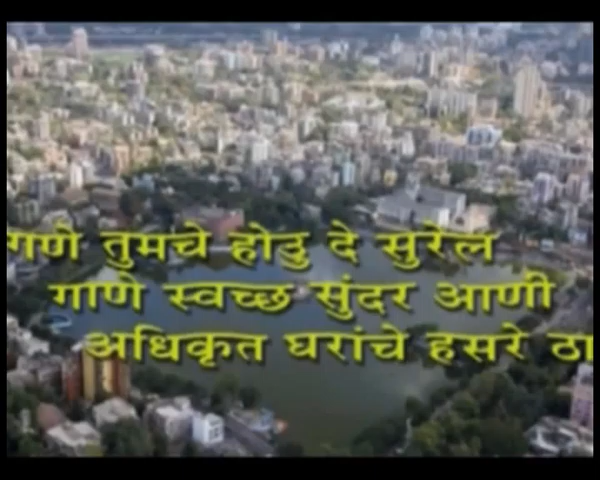 गणे तुमचे होउ दे सुरेल
गाणे स्वच्छ सुंदर आणी
अधिकृत घरांचे हसरे ठा